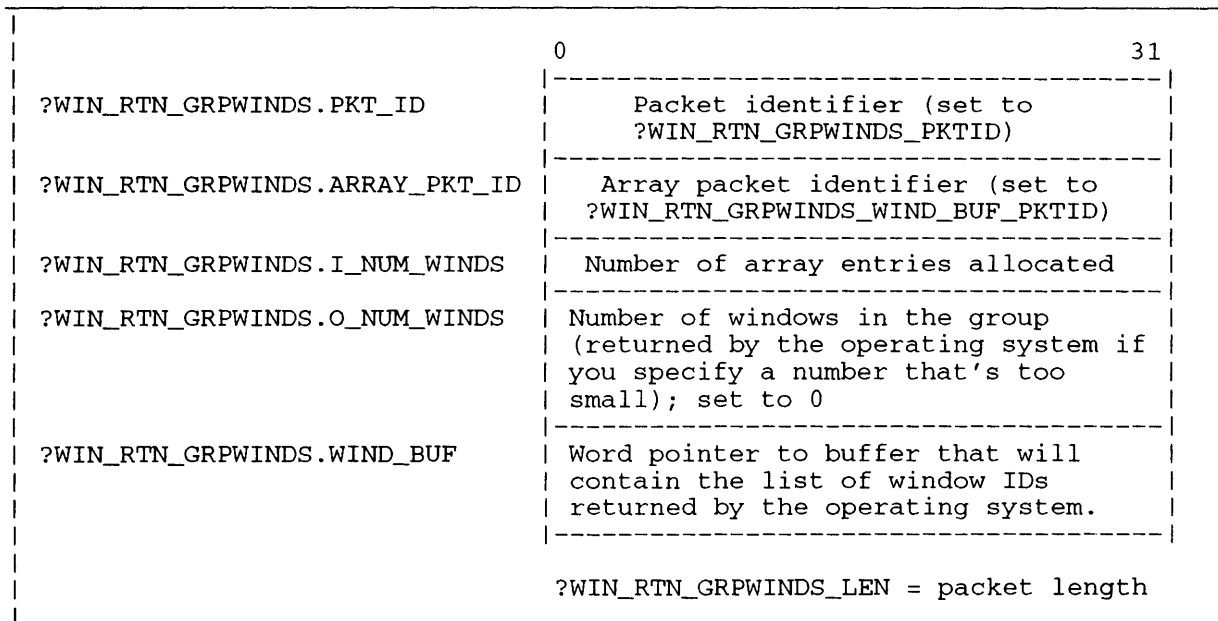 0 31
?WIN_RTN_GRPWINDS.PKT_ID Packet identifier (set to
?WIN_RTN_GRPWINDS_PKTID)
?WIN_RTN_GRPWINDS.ARRAY_PKT_ID Array packet identifier (set to
?WIN_RTN_GRPWINDS_WIND_BUF_PKTID)
?WIN_RTN_GRPWINDS.I_NUM_WINDS Number of array entries allocated
?WIN_RTN_GRPWINDS.O_NUM_WINDS Number of windows in the group
(returned by the operating system if
you specify a number that's too
small); set to 0
?WIN_RTN_GRPWINDS.WIND_BUF Word pointer to buffer that will
contain the list of window IDs
returned by the operating system.
?WIN_RTN_GRPWINDS_LEN = packet length